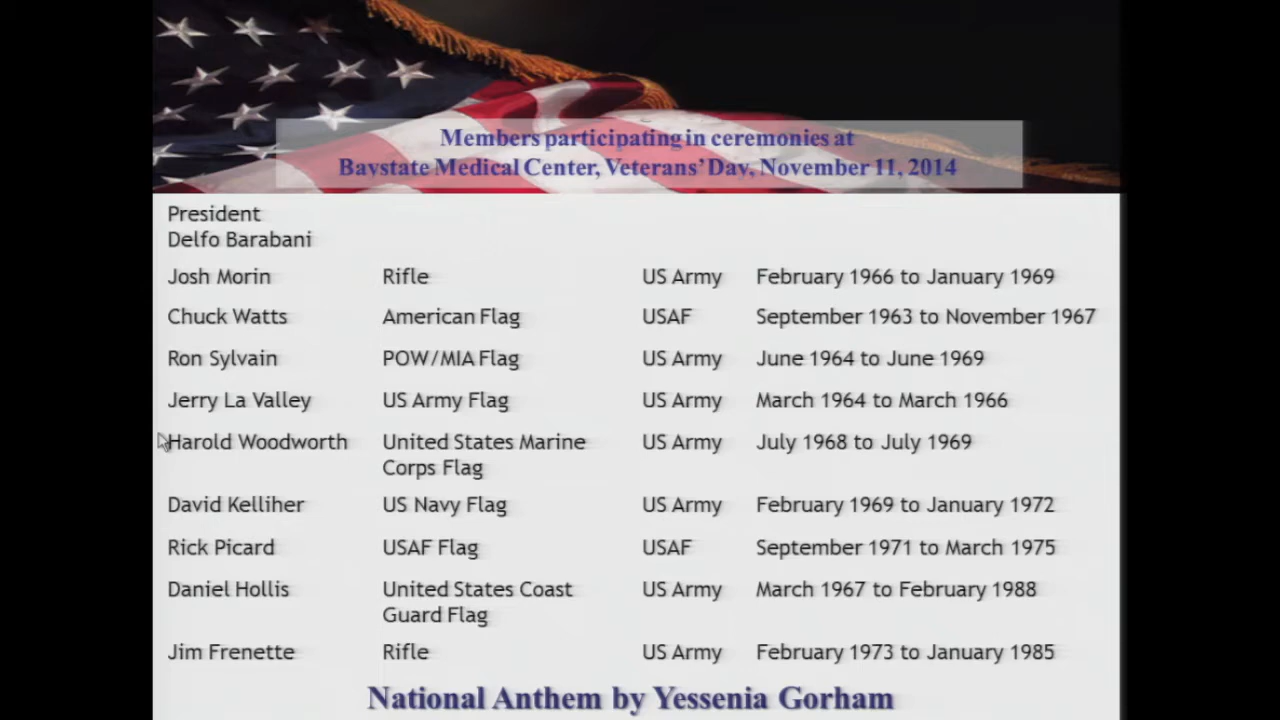 Members participating in ceremonies at
Baystate Medical Center, Veterans' Day, November 11, 2014
President
Delfo Barabani
Josh Morin Rifle US Army February 1966 to January 1969
Chuck Watts American Flag USAF September 1963 to November 1967
Ron Sylvain POW/MIA Flag US Army June 1964 to June 1969
Jerry La Valley US Army Flag US Army March 1964 to March 1966
Harold Woodworth United States Marine US Army July 1968 to July 1969
Corps Flag
David Kelliher US Navy Flag US Army February 1969 to January 1972
Rick Picard USAF Flag USAF September 1971 to March 1975
Daniel Hollis United States Coast US Army March 1967 to February 1988
Guard Flag
Jim Frenette Rifle US Army February 1973 to January 1985
National Anthem by Yessenia Gorham